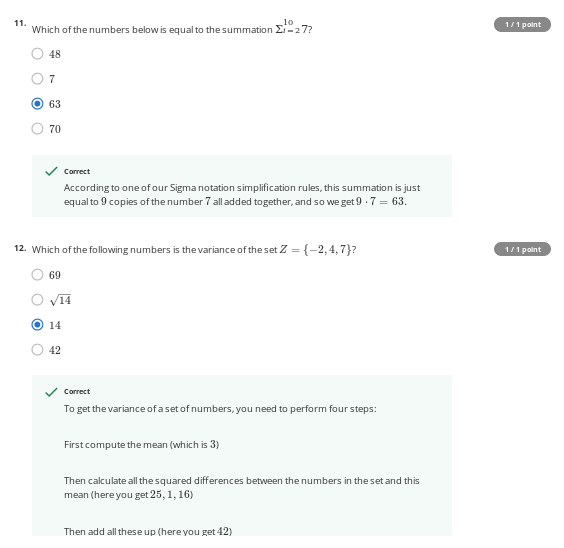 11. Which of the numbers below is equal to the summation Σ_{i=2}^{10} 7? 1 / 1 point
48
7
63
70
Correct
According to one of our Sigma notation simplification rules, this summation is just
equal to 9 copies of the number 7 all added together, and so we get 9 · 7 = 63.
12. Which of the following numbers is the variance of the set Z = {−2, 4, 7}? 1 / 1 point
69
√14
14
42
Correct
To get the variance of a set of numbers, you need to perform four steps:
First compute the mean (which is 3)
Then calculate all the squared differences between the numbers in the set and this
mean (here you get 25, 1, 16)
Then add all these up (here you get 42)